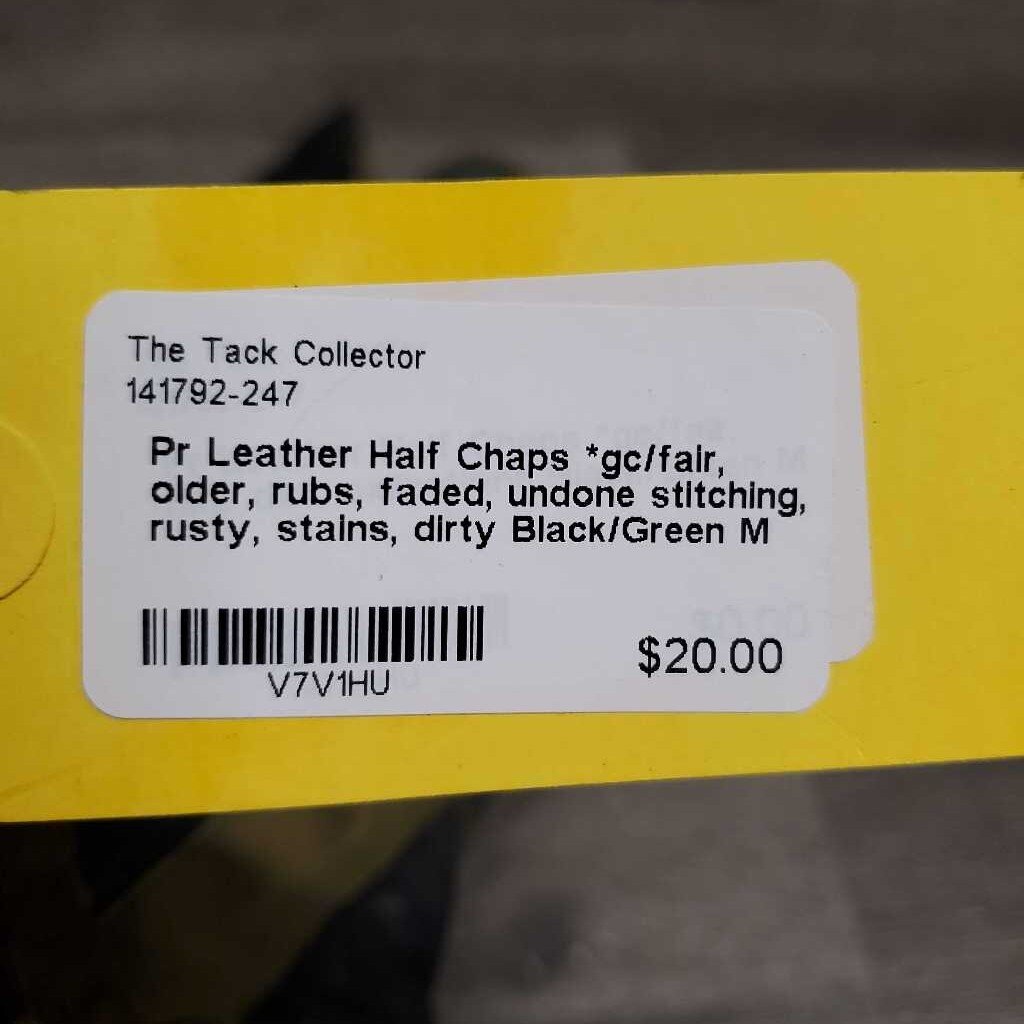 The Tack Collector
141792-247
Pr Leather Half Chaps *gc/fair,
older, rubs, faded, undone stitching,
rusty, stains, dirty Black/Green M
V7V1HU
$20.00